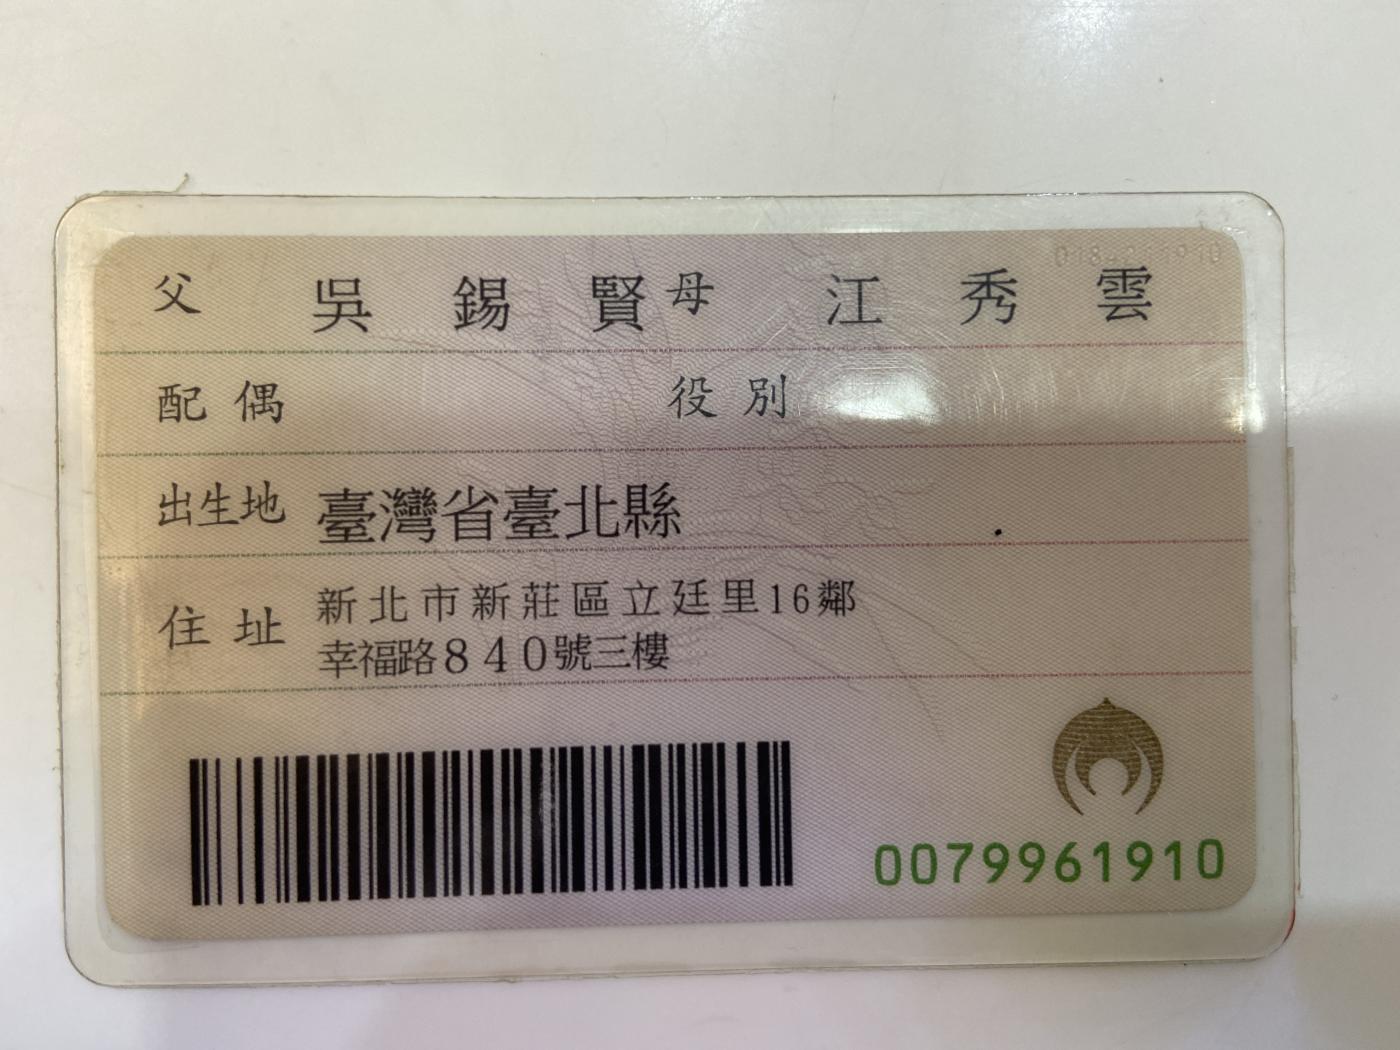 父 吳錫賢 母 江秀雲
配偶 役別
出生地 臺灣省臺北縣
住址 新北市新莊區立廷里16鄰
幸福路840號三樓
0079961910